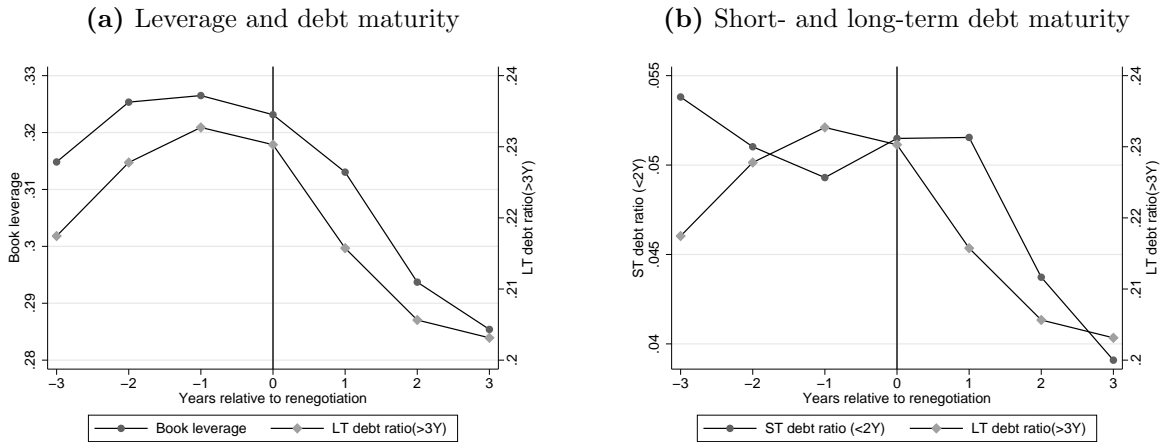 (a) Leverage and debt maturity
.33
.32
.31
.3
.29
.28
Book leverage
.24
.23
.22
.21
.2
LT debt ratio(>3Y)
−3 −2 −1 0 1 2 3
Years relative to renegotiation
Book leverage LT debt ratio(>3Y)
(b) Short- and long-term debt maturity
.055
.05
.045
.04
ST debt ratio (<2Y)
.24
.23
.22
.21
.2
LT debt ratio(>3Y)
−3 −2 −1 0 1 2 3
Years relative to renegotiation
ST debt ratio (<2Y) LT debt ratio(>3Y)